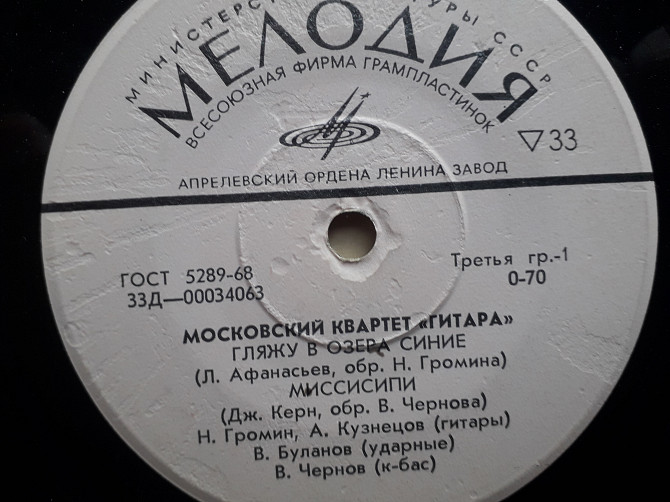 МИНИСТЕРС УРЫ СССР
МЕЛОДИЯ
ВСЕСОЮЗНАЯ ФИРМА ГРАМПЛАСТИНОК
▽33
АПРЕЛЕВСКИЙ ОРДЕНА ЛЕНИНА ЗАВОД
ГОСТ 5289-68
33Д—00034063
Третья гр.-1
0-70
МОСКОВСКИЙ КВАРТЕТ «ГИТАРА»
ГЛЯЖУ В ОЗЕРА СИНИЕ
(Л. Афанасьев, обр. Н. Громина)
МИССИСИПИ
(Дж. Керн, обр. В. Чернова)
Н. Громин, А. Кузнецов (гитары)
В. Буланов (ударные)
В. Чернов (к-бас)